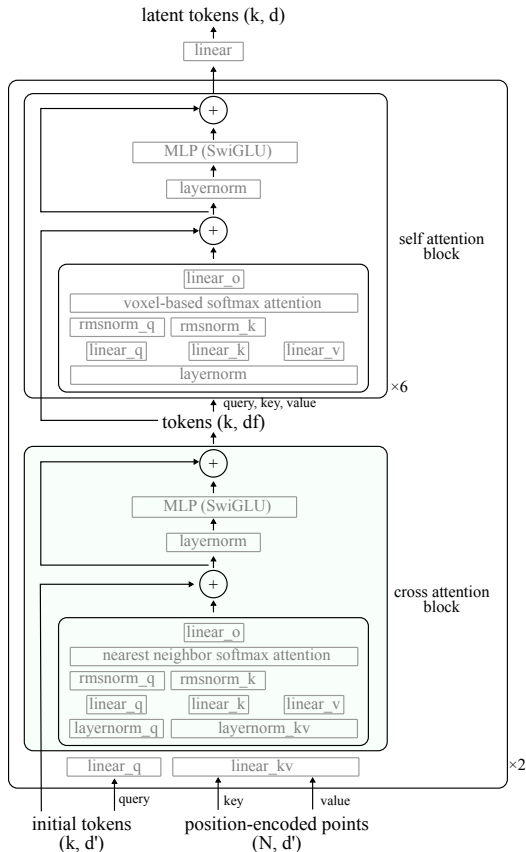 latent tokens (k, d)
linear
+
MLP (SwiGLU)
layernorm
+
self attention
block
linear_o
voxel-based softmax attention
rmsnorm_q rmsnorm_k
linear_q linear_k linear_v
layernorm
×6
query, key, value
tokens (k, df)
+
MLP (SwiGLU)
layernorm
+
cross attention
block
linear_o
nearest neighbor softmax attention
rmsnorm_q rmsnorm_k
linear_q linear_k linear_v
layernorm_q layernorm_kv
linear_q linear_kv
×2
query key value
initial tokens position-encoded points
(k, d') (N, d')